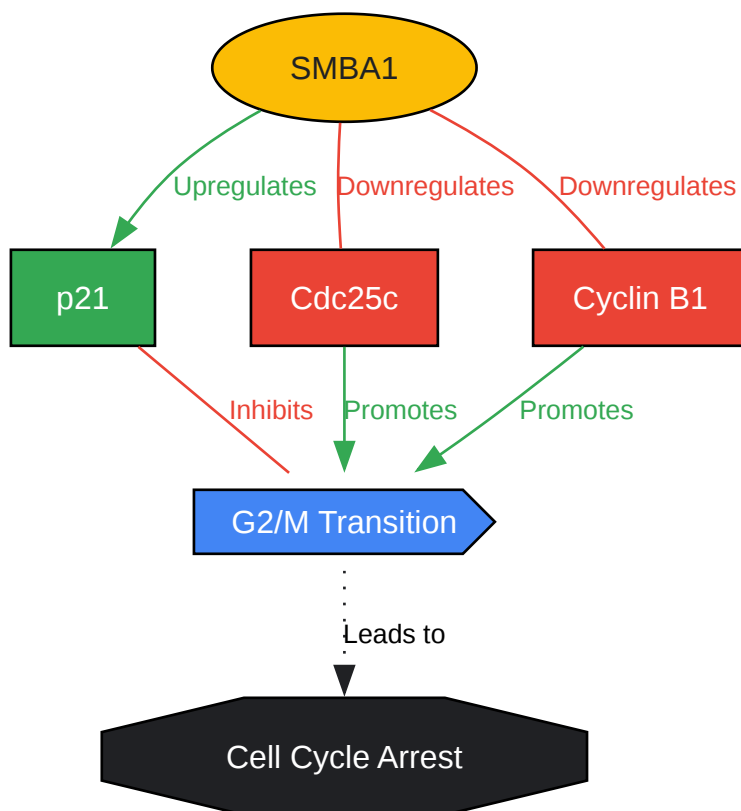 SMBA1
Upregulates
Downregulates
Downregulates
p21
Cdc25c
Cyclin B1
Inhibits
Promotes
Promotes
G2/M Transition
Leads to
Cell Cycle Arrest